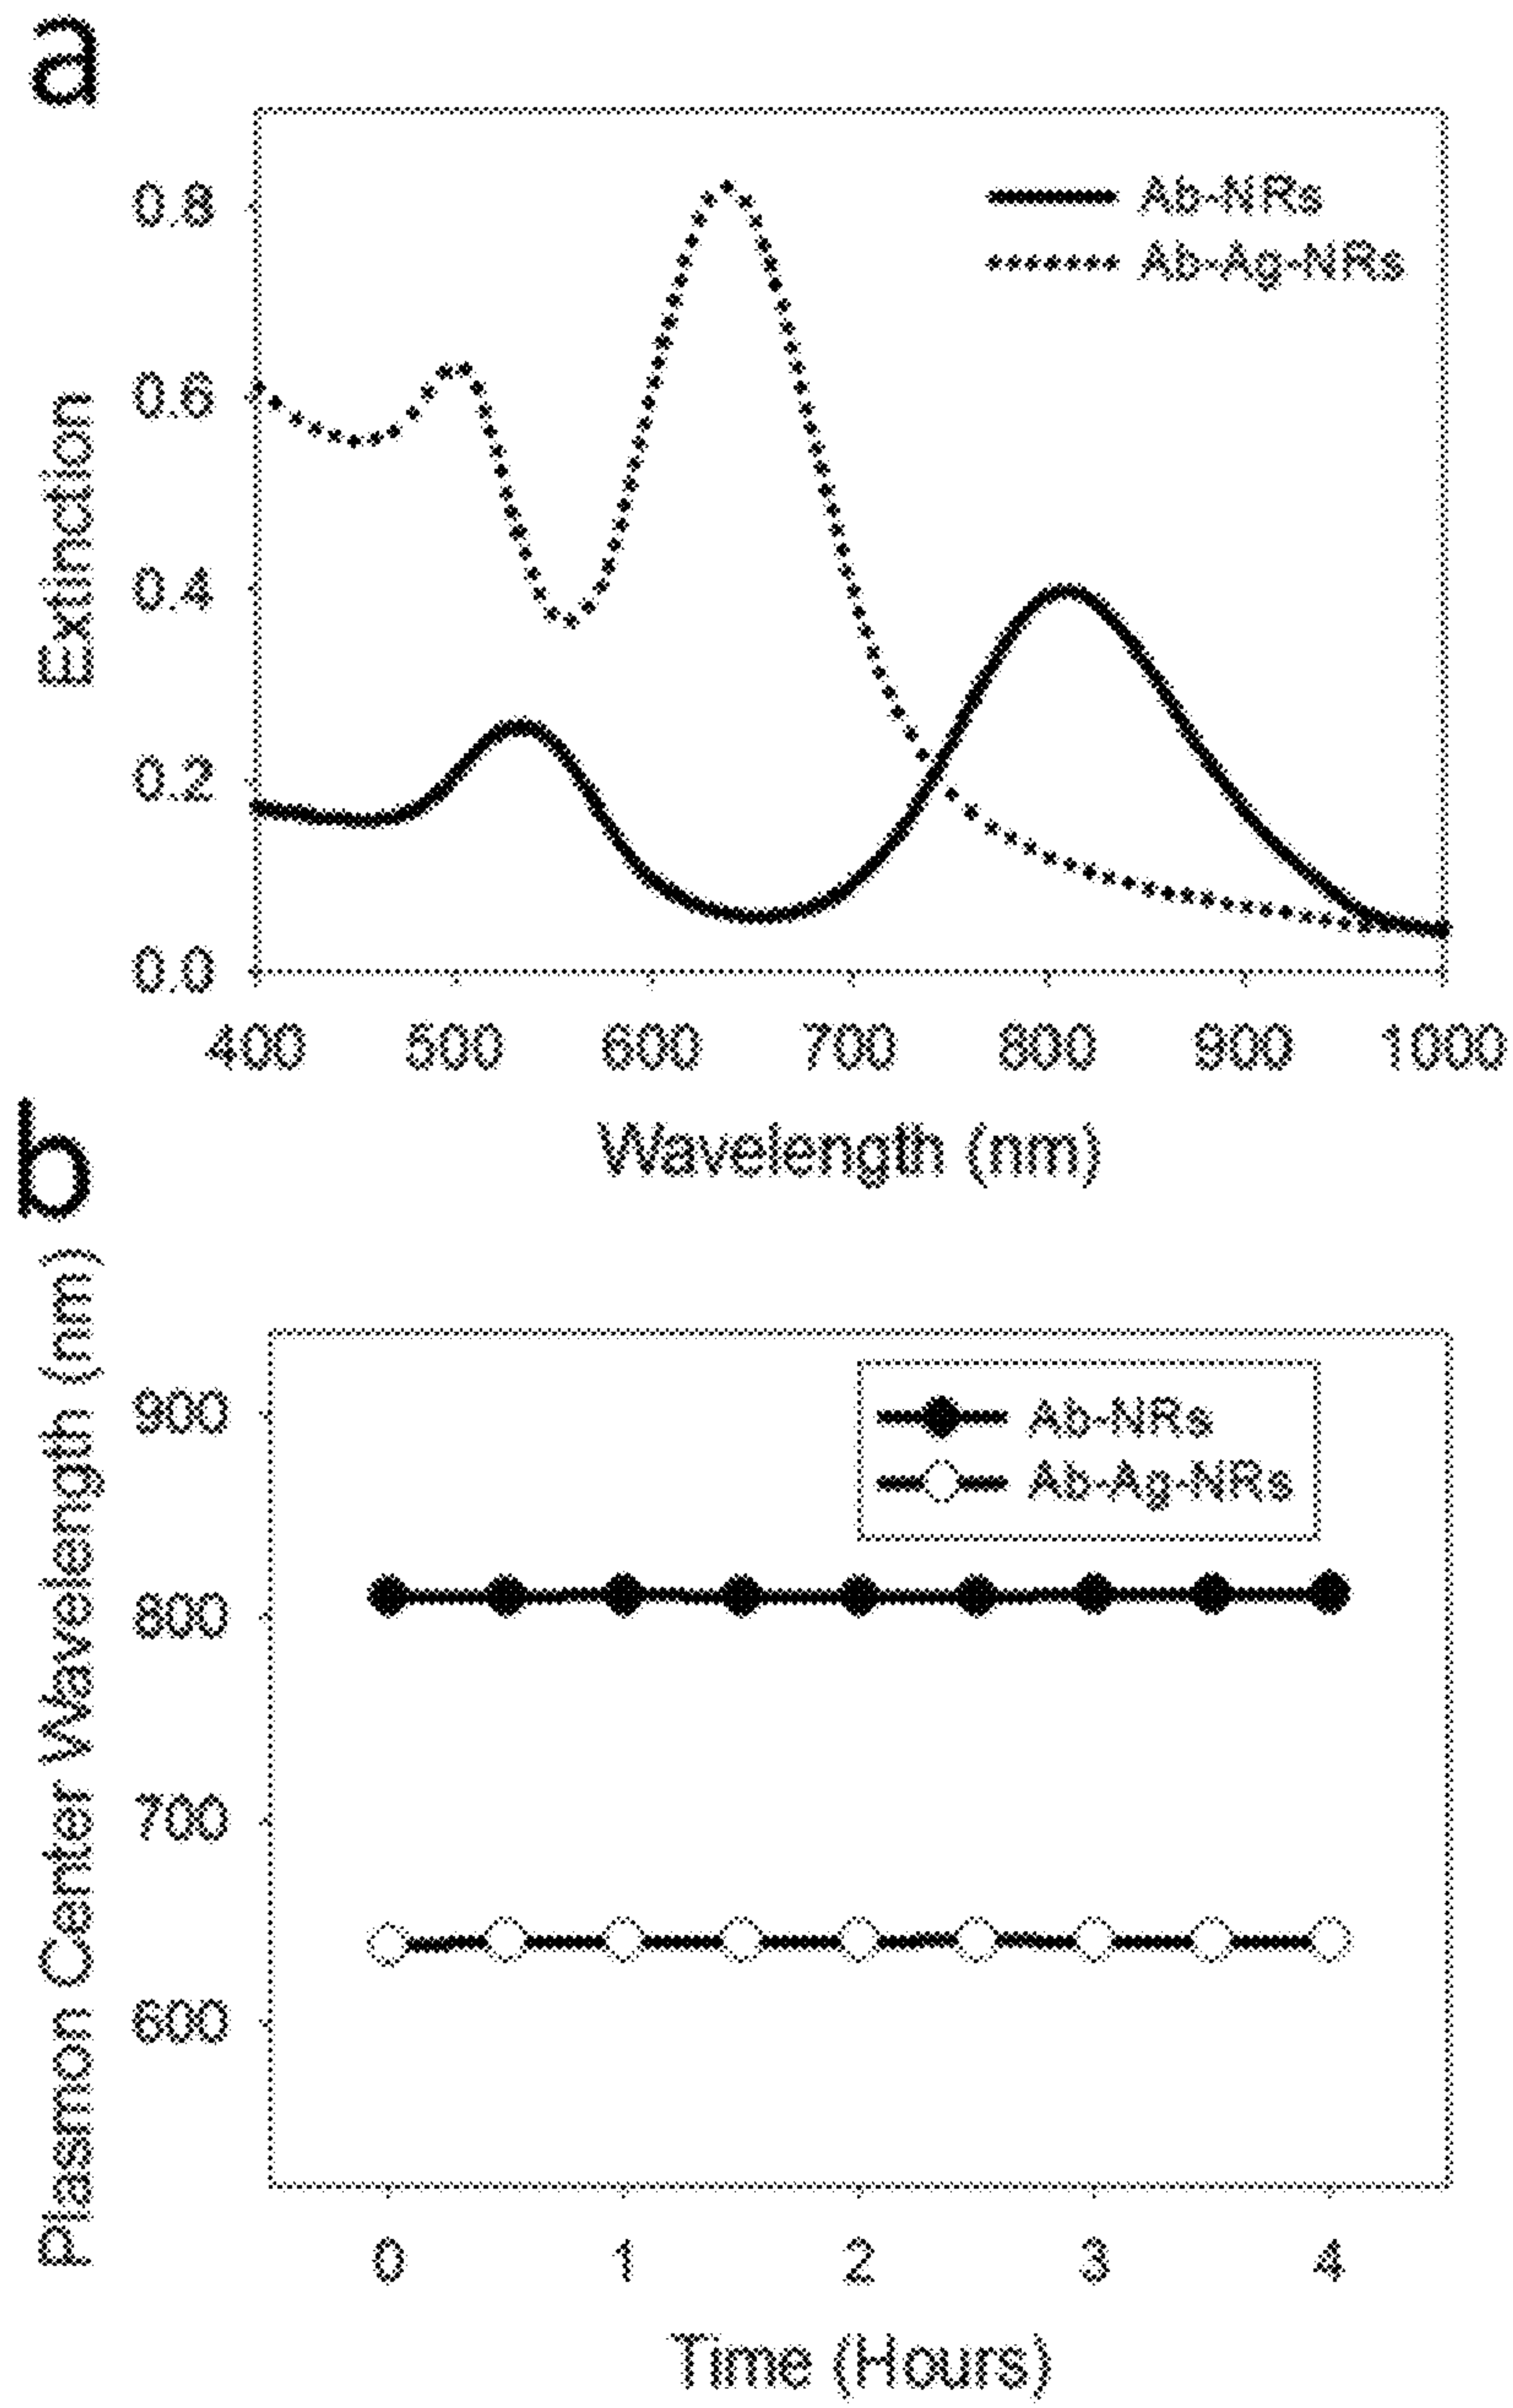 a
Ab-NRs
Ab-Ag-NRs
0.8
0.6
0.4
0.2
0.0
Extinction
400 500 600 700 800 900 1000
Wavelength (nm)
b
Ab-NRs
Ab-Ag-NRs
900
800
700
600
Plasmon Center Wavelength (nm)
0 1 2 3 4
Time (Hours)